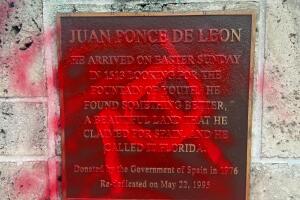 JUAN PONCE DE LEON
HE ARRIVED ON EASTER SUNDAY
IN 1513 LOOKING FOR THE
FOUNTAIN OF YOUTH. HE
FOUND SOMETHING BETTER,
A BEAUTIFUL LAND THAT HE
CLAIMED FOR SPAIN, AND HE
CALLED IT FLORIDA.
Donated by the Government of Spain in 1976
Re-dedicated on May 22, 1995